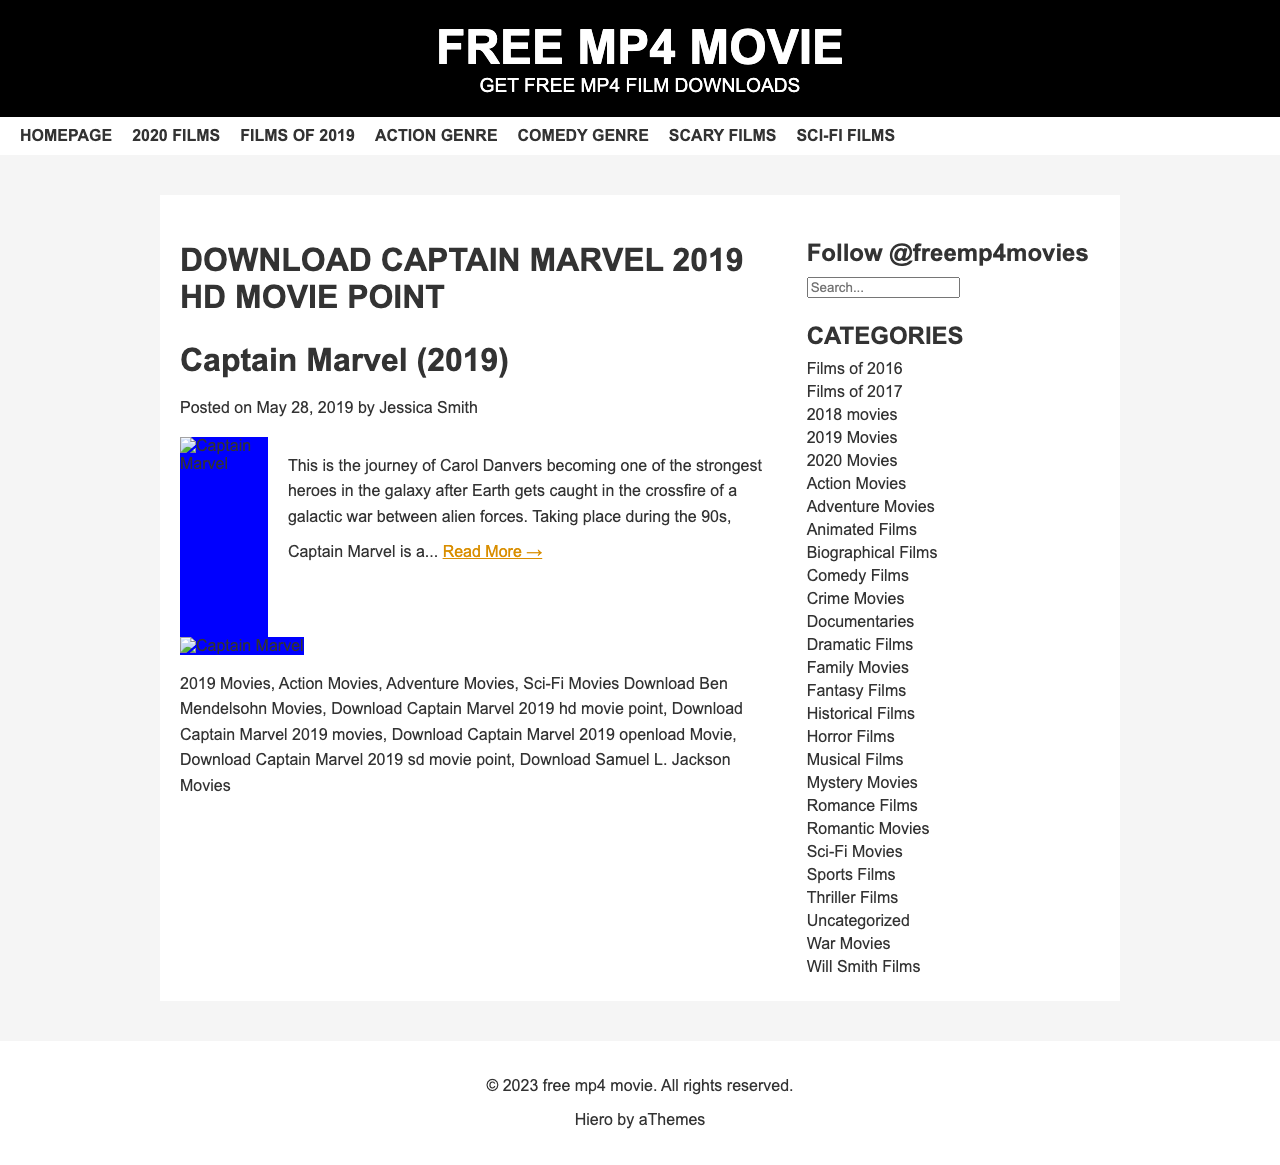 FREE MP4 MOVIE
GET FREE MP4 FILM DOWNLOADS
HOMEPAGE 2020 FILMS FILMS OF 2019 ACTION GENRE COMEDY GENRE SCARY FILMS SCI-FI FILMS
DOWNLOAD CAPTAIN MARVEL 2019
HD MOVIE POINT
Captain Marvel (2019)
Posted on May 28, 2019 by Jessica Smith
Captain
Marvel
This is the journey of Carol Danvers becoming one of the strongest
heroes in the galaxy after Earth gets caught in the crossfire of a
galactic war between alien forces. Taking place during the 90s,
Captain Marvel is a... Read More →
Captain Marvel
2019 Movies, Action Movies, Adventure Movies, Sci-Fi Movies Download Ben
Mendelsohn Movies, Download Captain Marvel 2019 hd movie point, Download
Captain Marvel 2019 movies, Download Captain Marvel 2019 openload Movie,
Download Captain Marvel 2019 sd movie point, Download Samuel L. Jackson
Movies
Follow @freemp4movies
Search...
CATEGORIES
Films of 2016
Films of 2017
2018 movies
2019 Movies
2020 Movies
Action Movies
Adventure Movies
Animated Films
Biographical Films
Comedy Films
Crime Movies
Documentaries
Dramatic Films
Family Movies
Fantasy Films
Historical Films
Horror Films
Musical Films
Mystery Movies
Romance Films
Romantic Movies
Sci-Fi Movies
Sports Films
Thriller Films
Uncategorized
War Movies
Will Smith Films
© 2023 free mp4 movie. All rights reserved.
Hiero by aThemes